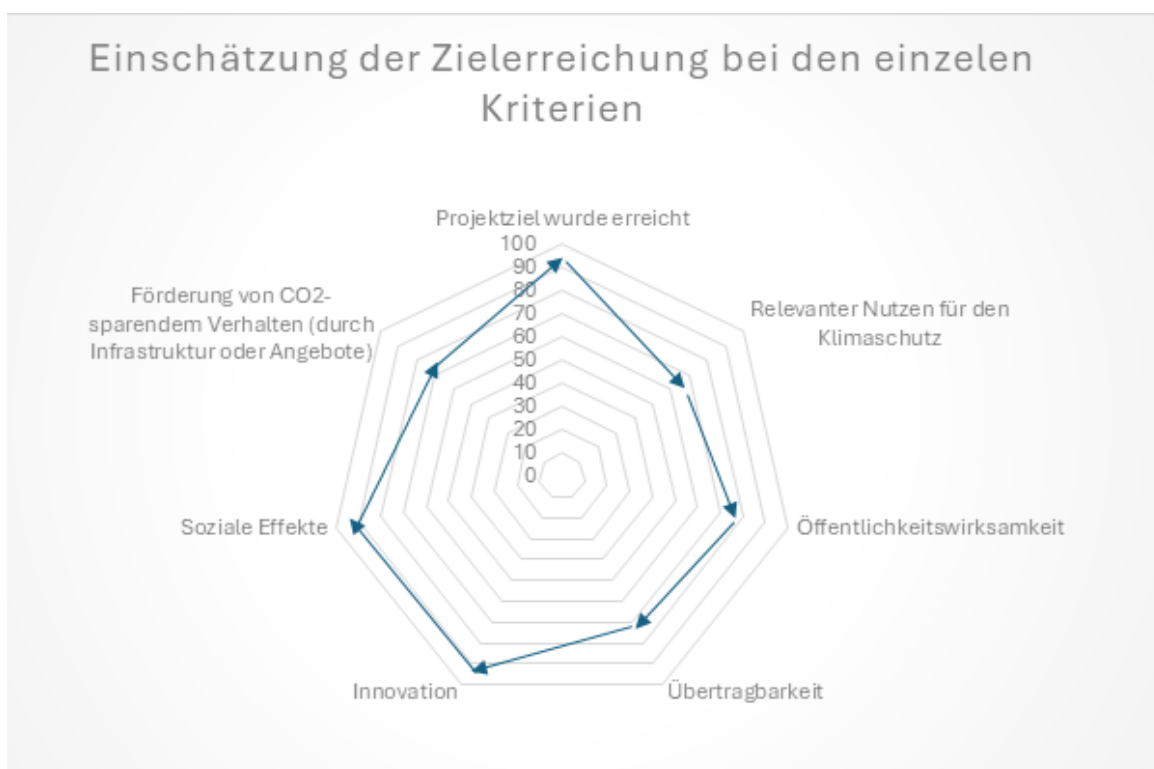 Einschätzung der Zielerreichung bei den einzelen
Kriterien
Projektziel wurde erreicht
100
90
80
70
60
50
40
30
20
10
0
Relevanter Nutzen für den
Klimaschutz
Öffentlichkeitswirksamkeit
Übertragbarkeit
Innovation
Soziale Effekte
Förderung von CO2-
sparendem Verhalten (durch
Infrastruktur oder Angebote)